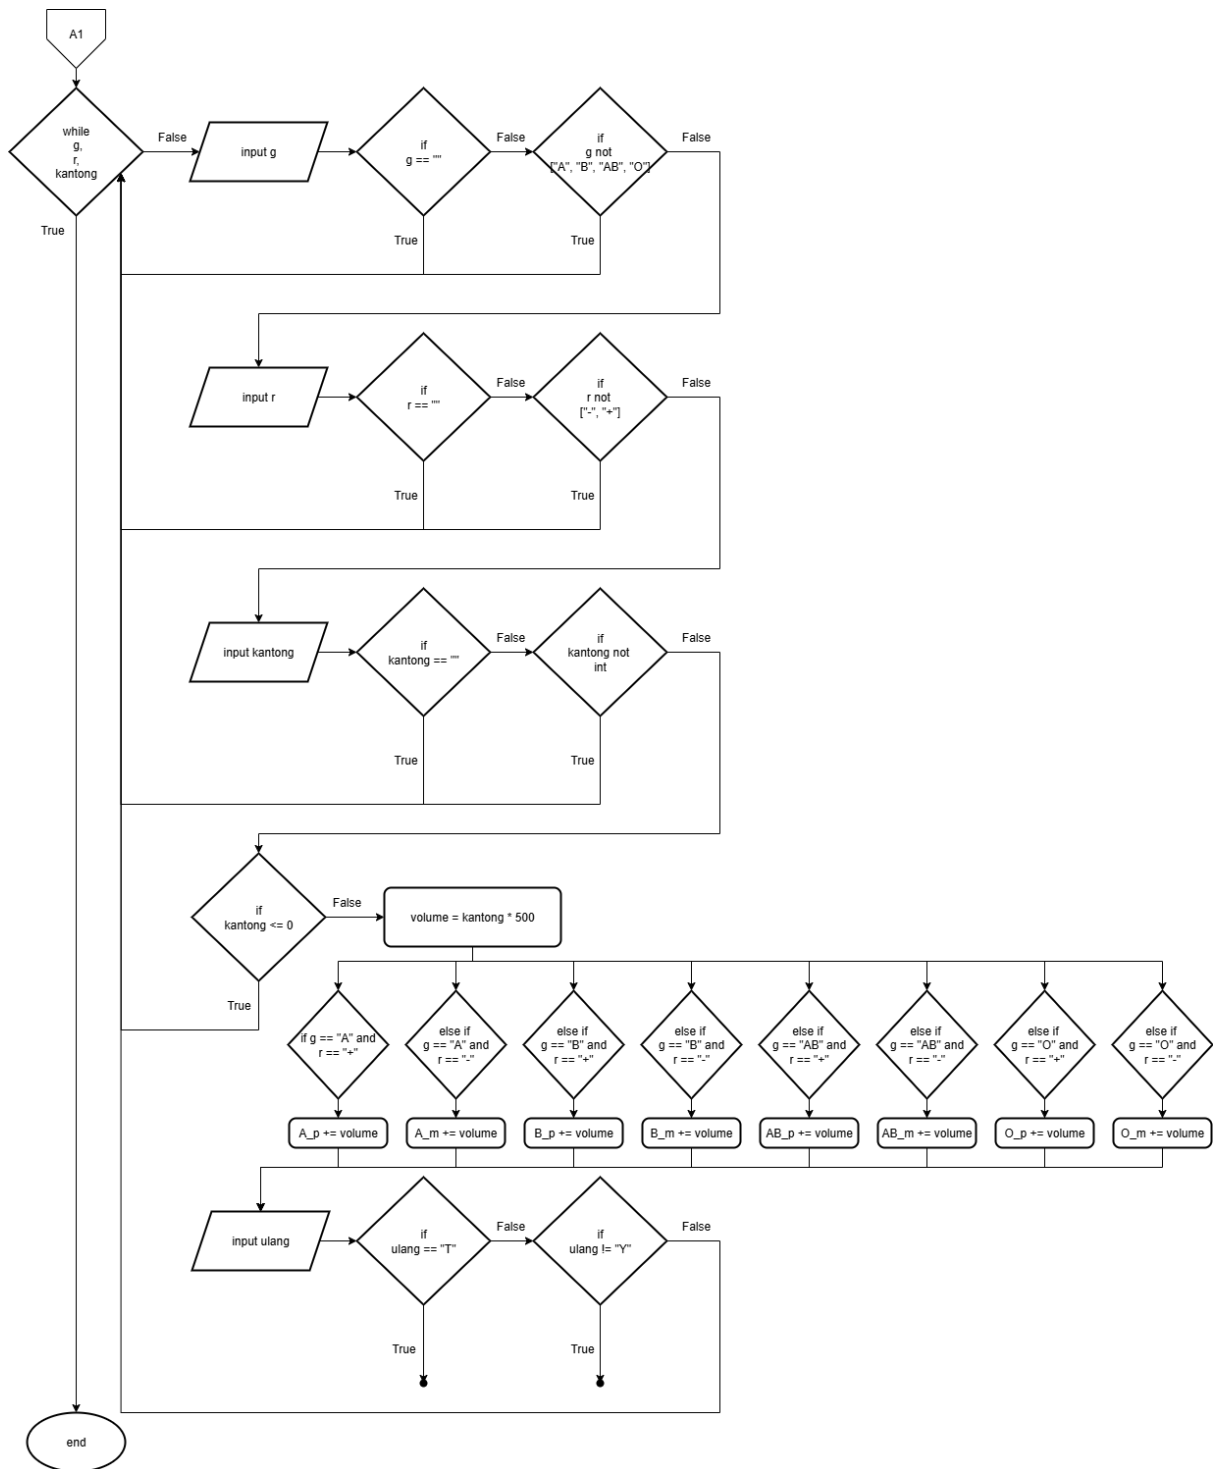 A1
while
g,
r,
kantong
False
True
input g
if
g == ""
False
True
if
g not
["A", "B", "AB", "O"]
False
True
input r
if
r == ""
False
True
if
r not
["-", "+"]
False
True
input kantong
if
kantong == ""
False
True
if
kantong not
int
False
True
if
kantong <= 0
False
True
volume = kantong * 500
if g == "A" and
r == "+"
else if
g == "A" and
r == "-"
else if
g == "B" and
r == "+"
else if
g == "B" and
r == "-"
else if
g == "AB" and
r == "+"
else if
g == "AB" and
r == "-"
else if
g == "O" and
r == "+"
else if
g == "O" and
r == "-"
A_p += volume
A_m += volume
B_p += volume
B_m += volume
AB_p += volume
AB_m += volume
O_p += volume
O_m += volume
input ulang
if
ulang == "T"
False
True
if
ulang != "Y"
False
True
end